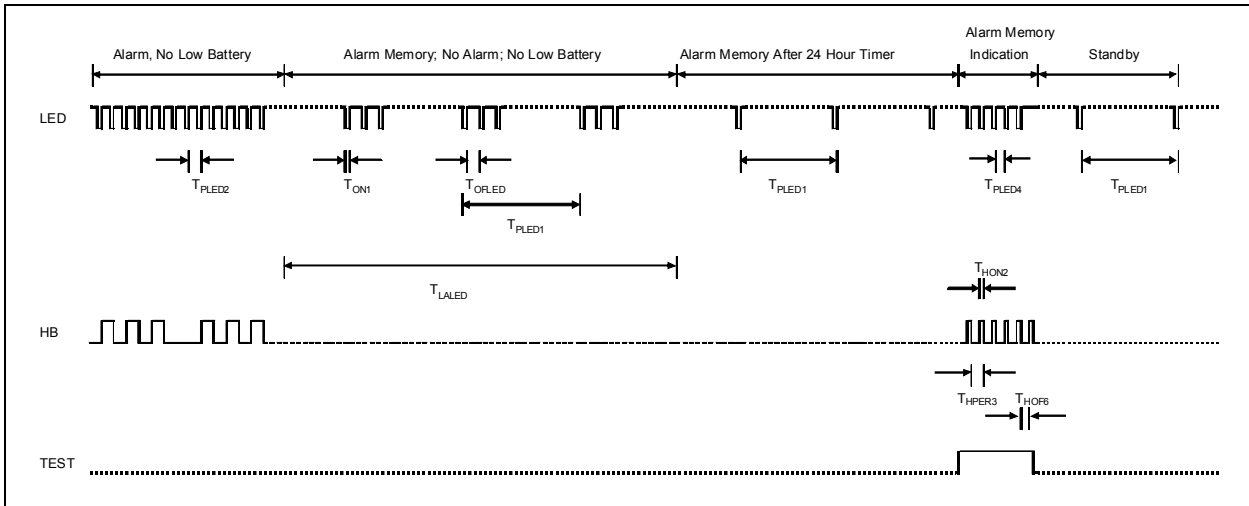 Alarm, No Low Battery
Alarm Memory; No Alarm; No Low Battery
Alarm Memory After 24 Hour Timer
Alarm Memory
Indication
Standby
LED
TPLED2
TON1
TOFLED
TPLED1
TPLED1
TPLED4
TPLED1
TLALED
THON2
HB
THPER3
THOF6
TEST